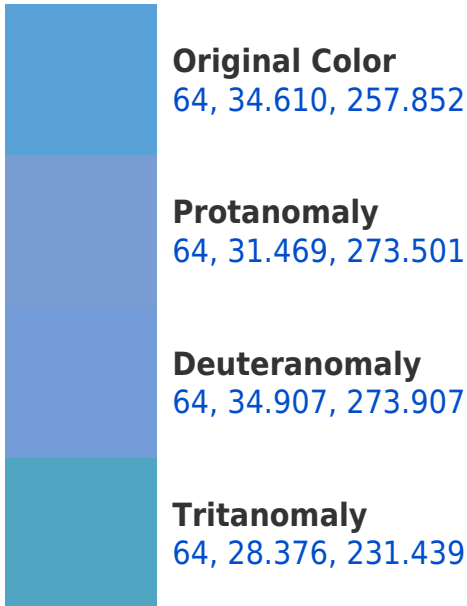 Original Color
64, 34.610, 257.852
Protanomaly
64, 31.469, 273.501
Deuteranomaly
64, 34.907, 273.907
Tritanomaly
64, 28.376, 231.439